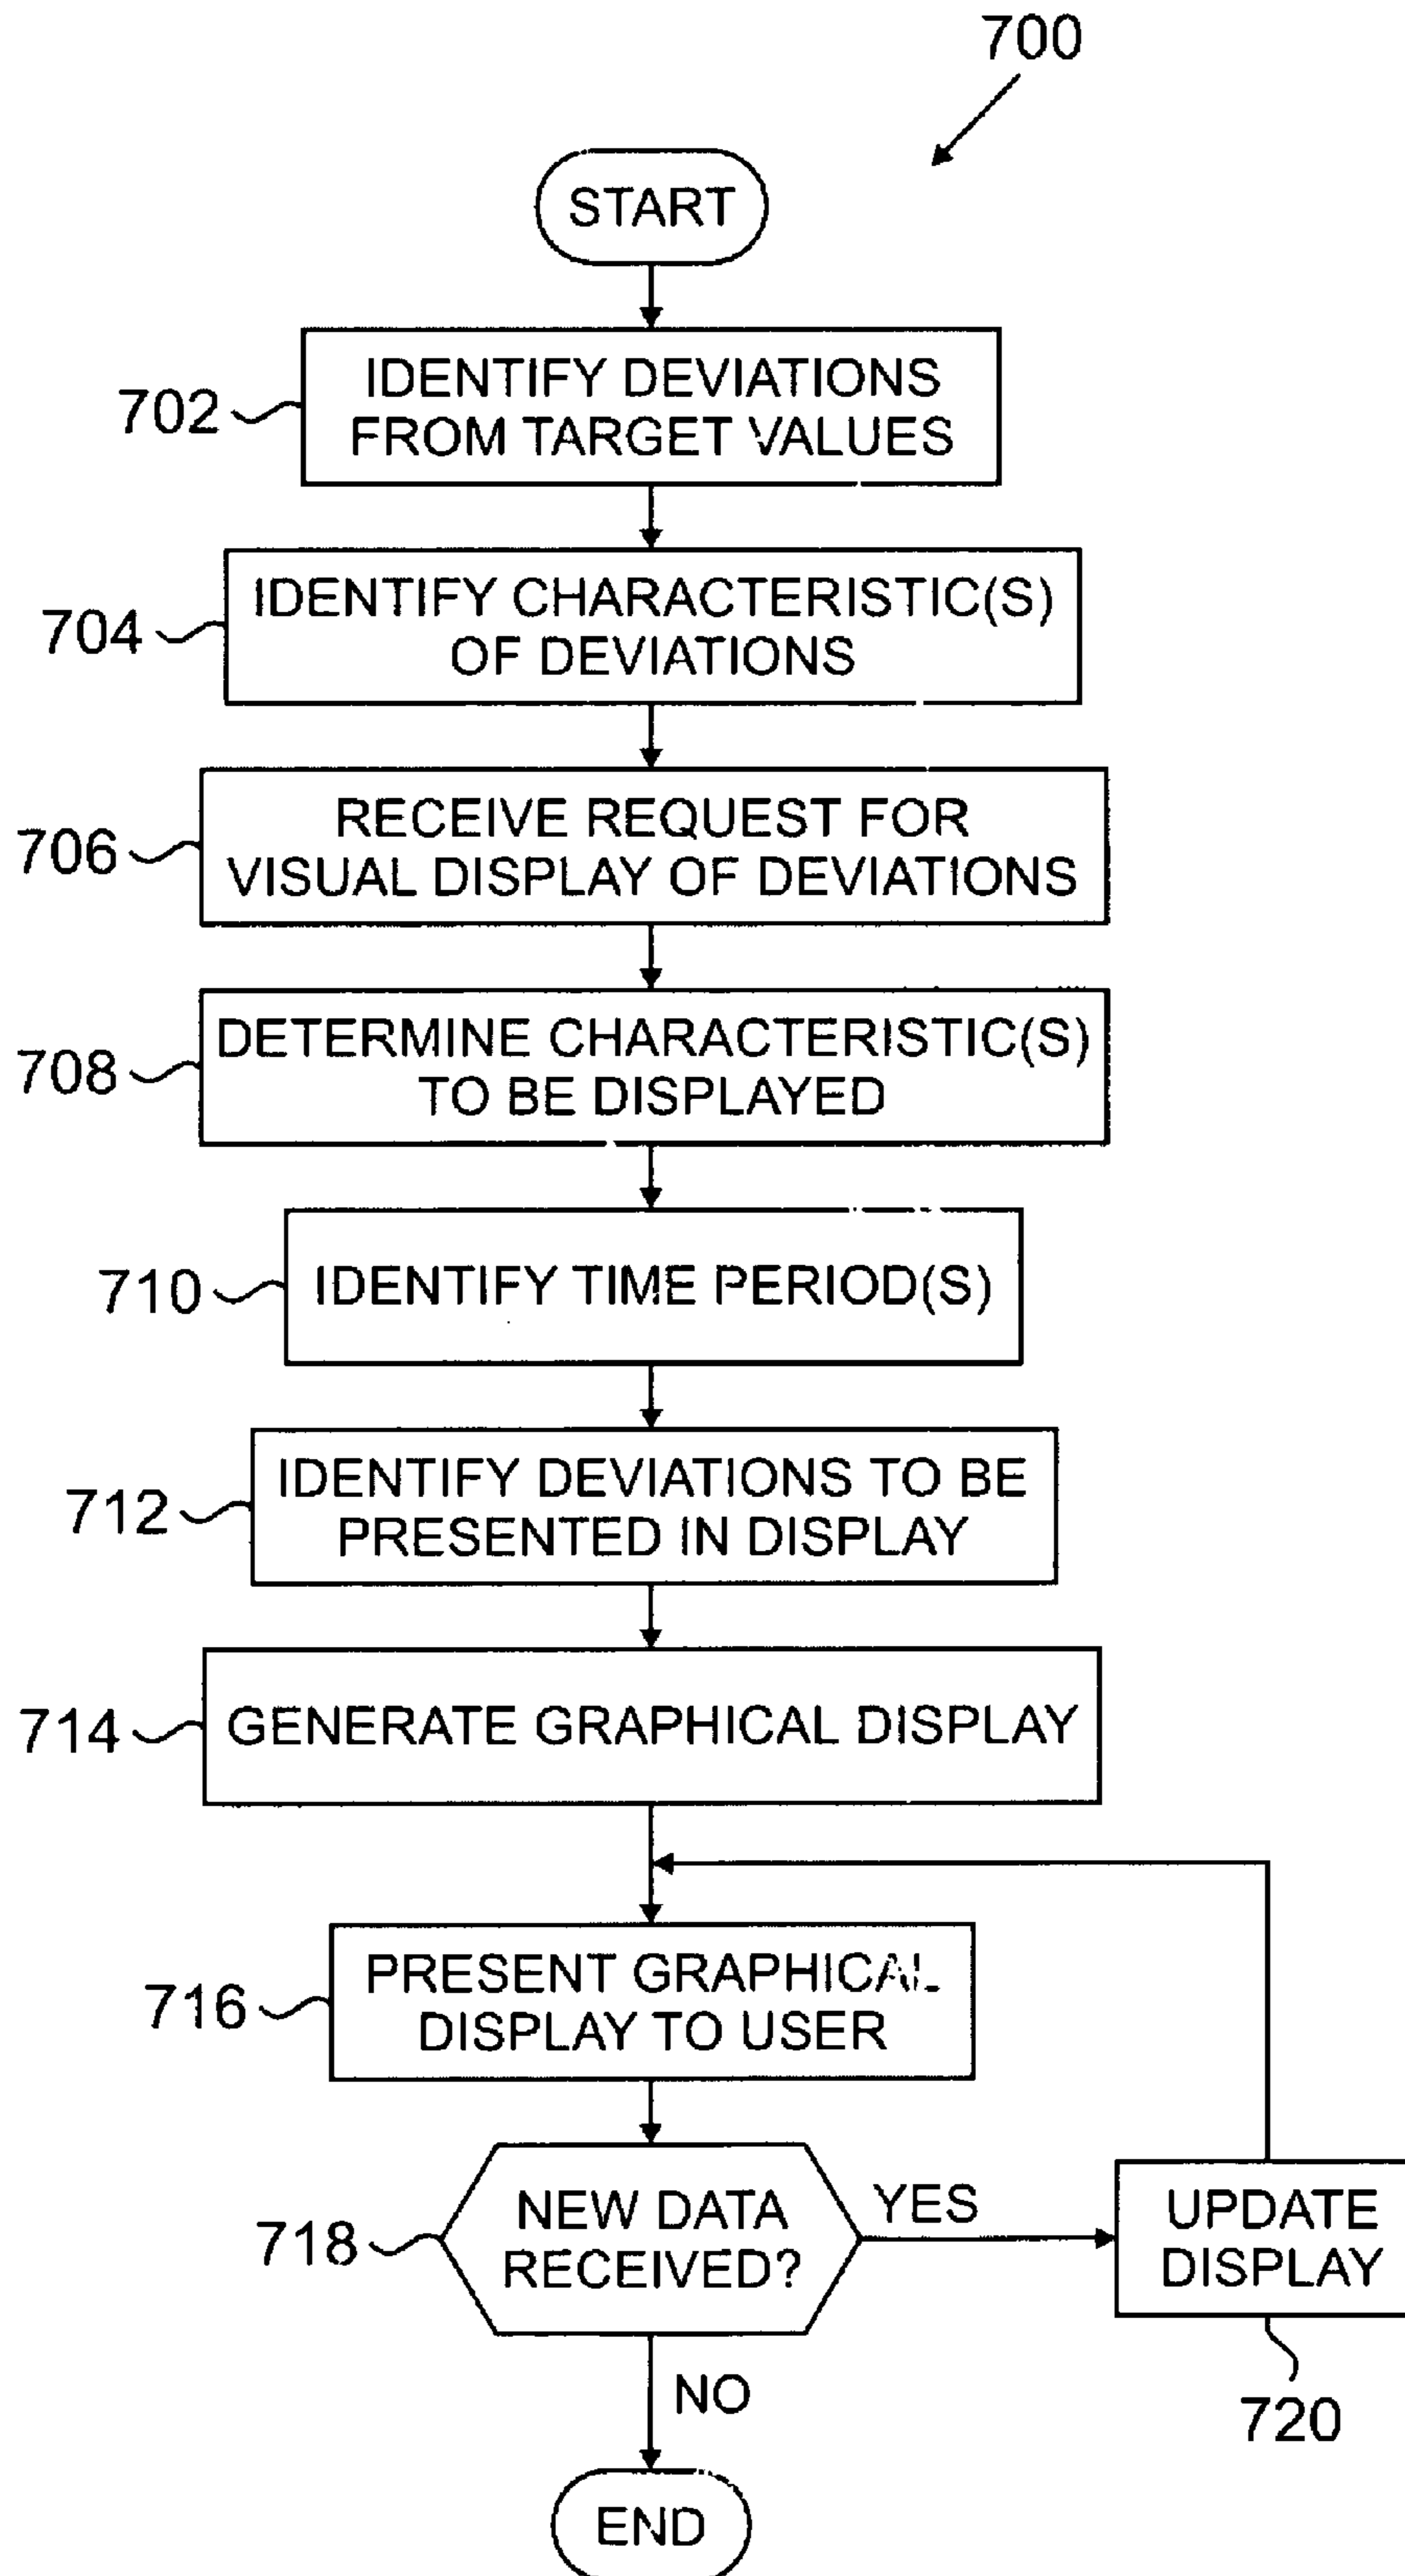 700
START
702
IDENTIFY DEVIATIONS
FROM TARGET VALUES
704
IDENTIFY CHARACTERISTIC(S)
OF DEVIATIONS
706
RECEIVE REQUEST FOR
VISUAL DISPLAY OF DEVIATIONS
708
DETERMINE CHARACTERISTIC(S)
TO BE DISPLAYED
710
IDENTIFY TIME PERIOD(S)
712
IDENTIFY DEVIATIONS TO BE
PRESENTED IN DISPLAY
714
GENERATE GRAPHICAL DISPLAY
716
PRESENT GRAPHICAL
DISPLAY TO USER
718
NEW DATA
RECEIVED?
YES
UPDATE
DISPLAY
720
NO
END